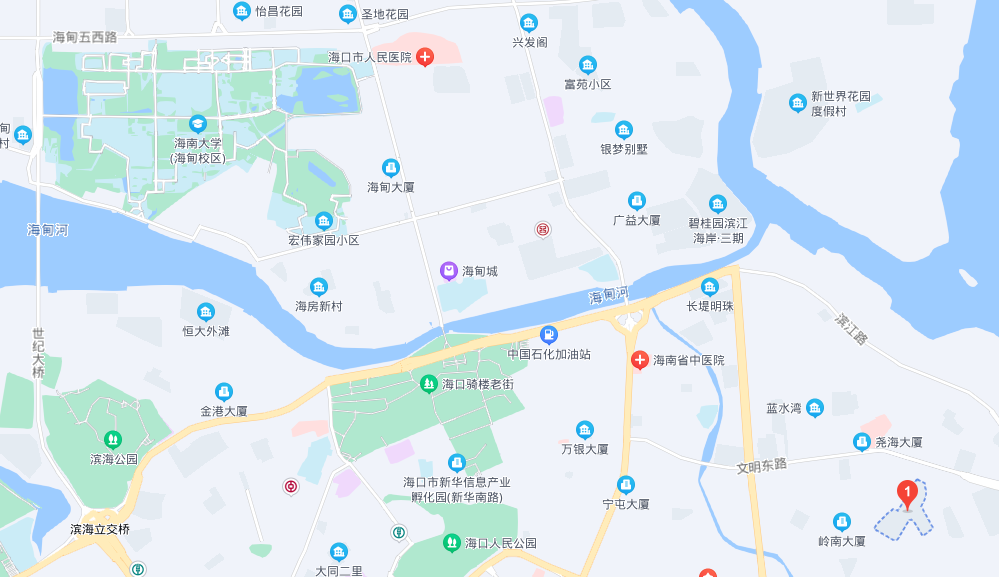 怡昌花园
圣地花园
兴发阁
海甸五西路
海口市人民医院
富苑小区
新世界花园
度假村
甸
村
海南大学
(海甸校区)
银梦别墅
海甸大厦
广益大厦
碧桂园滨江
海岸·三期
海甸河
宏伟家园小区
海甸城
海房新村
海甸河
长堤明珠
恒大外滩
世纪大桥
滨江路
中国石化加油站
海南省中医院
海口骑楼老街
金港大厦
蓝水湾
尧海大厦
滨海公园
万银大厦
文明东路
海口市新华信息产业
孵化园(新华南路)
宁屯大厦
1
滨海立交桥
岭南大厦
海口人民公园
大同二里